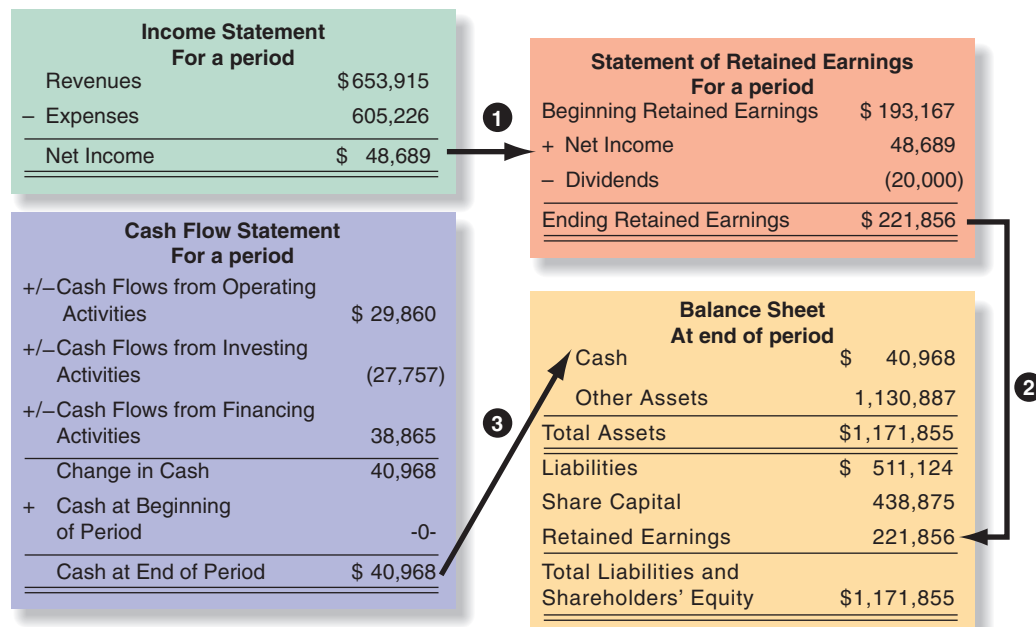 Income Statement
For a period
Revenues $653,915
– Expenses 605,226
Net Income $ 48,689
1
Statement of Retained Earnings
For a period
Beginning Retained Earnings $ 193,167
+ Net Income 48,689
– Dividends (20,000)
Ending Retained Earnings $ 221,856
Cash Flow Statement
For a period
+/–Cash Flows from Operating
Activities $ 29,860
+/–Cash Flows from Investing
Activities (27,757)
+/–Cash Flows from Financing
Activities 38,865
Change in Cash 40,968
+ Cash at Beginning
of Period -0-
Cash at End of Period $ 40,968
3
Balance Sheet
At end of period
Cash $ 40,968
Other Assets 1,130,887
Total Assets $1,171,855
Liabilities $ 511,124
Share Capital 438,875
Retained Earnings 221,856
Total Liabilities and
Shareholders' Equity $1,171,855
2